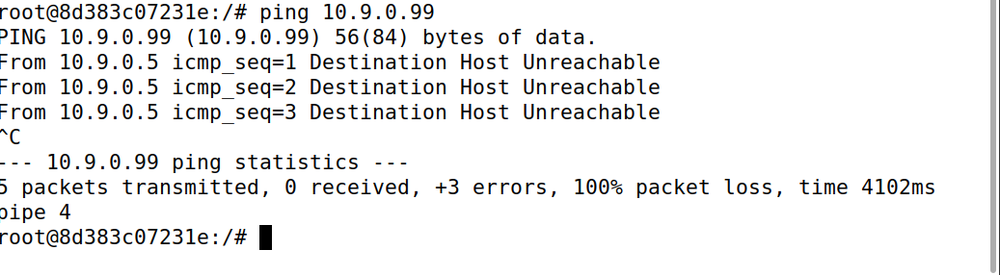 root@8d383c07231e:/# ping 10.9.0.99
PING 10.9.0.99 (10.9.0.99) 56(84) bytes of data.
From 10.9.0.5 icmp_seq=1 Destination Host Unreachable
From 10.9.0.5 icmp_seq=2 Destination Host Unreachable
From 10.9.0.5 icmp_seq=3 Destination Host Unreachable
^C
--- 10.9.0.99 ping statistics ---
5 packets transmitted, 0 received, +3 errors, 100% packet loss, time 4102ms
pipe 4
root@8d383c07231e:/#